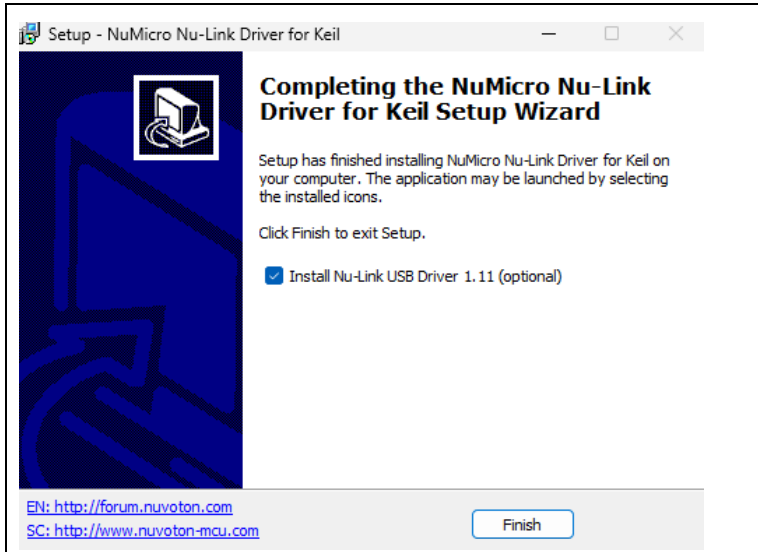 Setup - NuMicro Nu-Link Driver for Keil
Completing the NuMicro Nu-Link
Driver for Keil Setup Wizard
Setup has finished installing NuMicro Nu-Link Driver for Keil on
your computer. The application may be launched by selecting
the installed icons.
Click Finish to exit Setup.
Install Nu-Link USB Driver 1.11 (optional)
EN: http://forum.nuvoton.com
SC: http://www.nuvoton-mcu.com
Finish